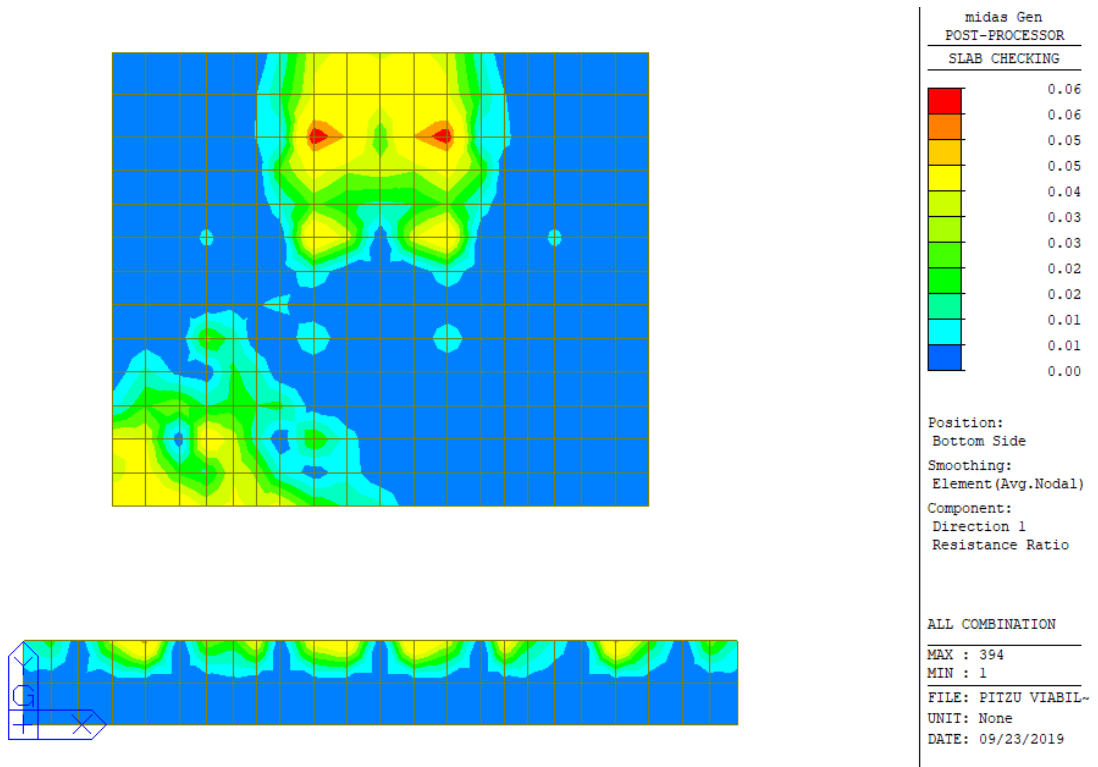 midas Gen
POST-PROCESSOR
SLAB CHECKING
0.06
0.06
0.05
0.05
0.04
0.03
0.03
0.02
0.02
0.01
0.01
0.00
Position:
Bottom Side
Smoothing:
Element(Avg.Nodal)
Component:
Direction 1
Resistance Ratio
ALL COMBINATION
MAX : 394
MIN : 1
FILE: PITZU VIABIL~
UNIT: None
DATE: 09/23/2019
Y
G
X